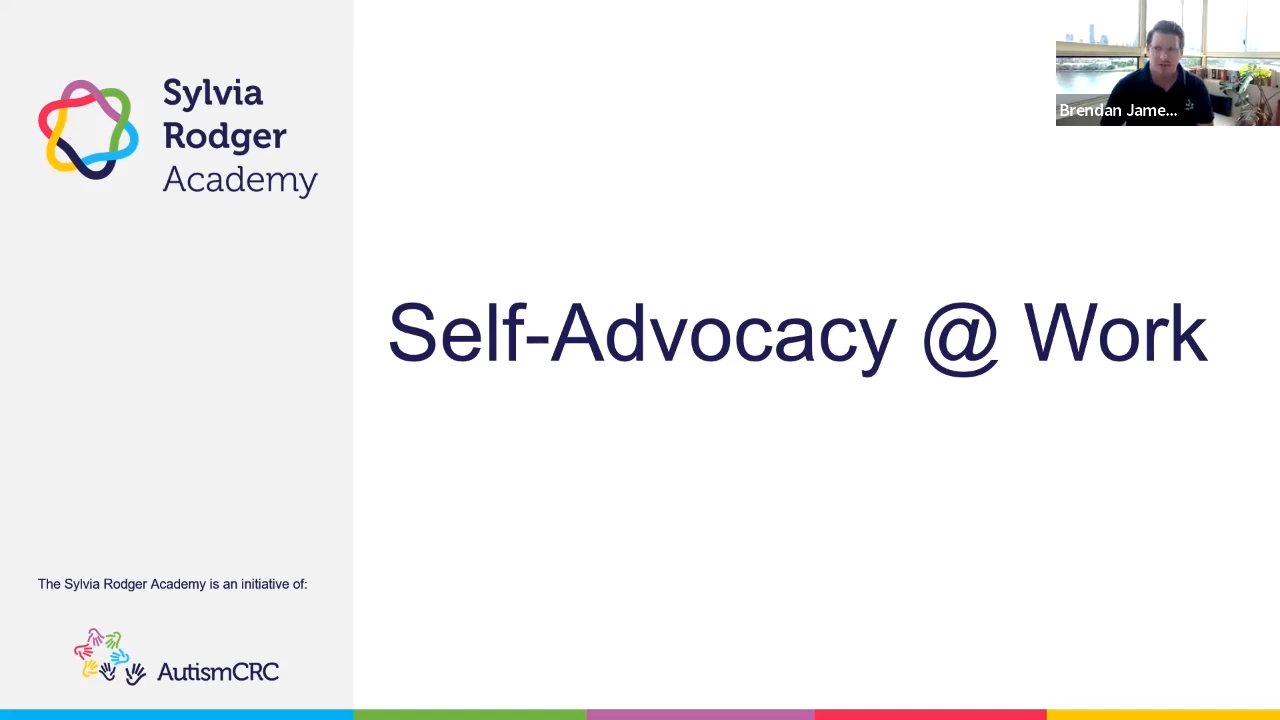 Sylvia
Rodger
Academy
Brendan Jame...
Self-Advocacy @ Work
The Sylvia Rodger Academy is an initiative of:
AutismCRC